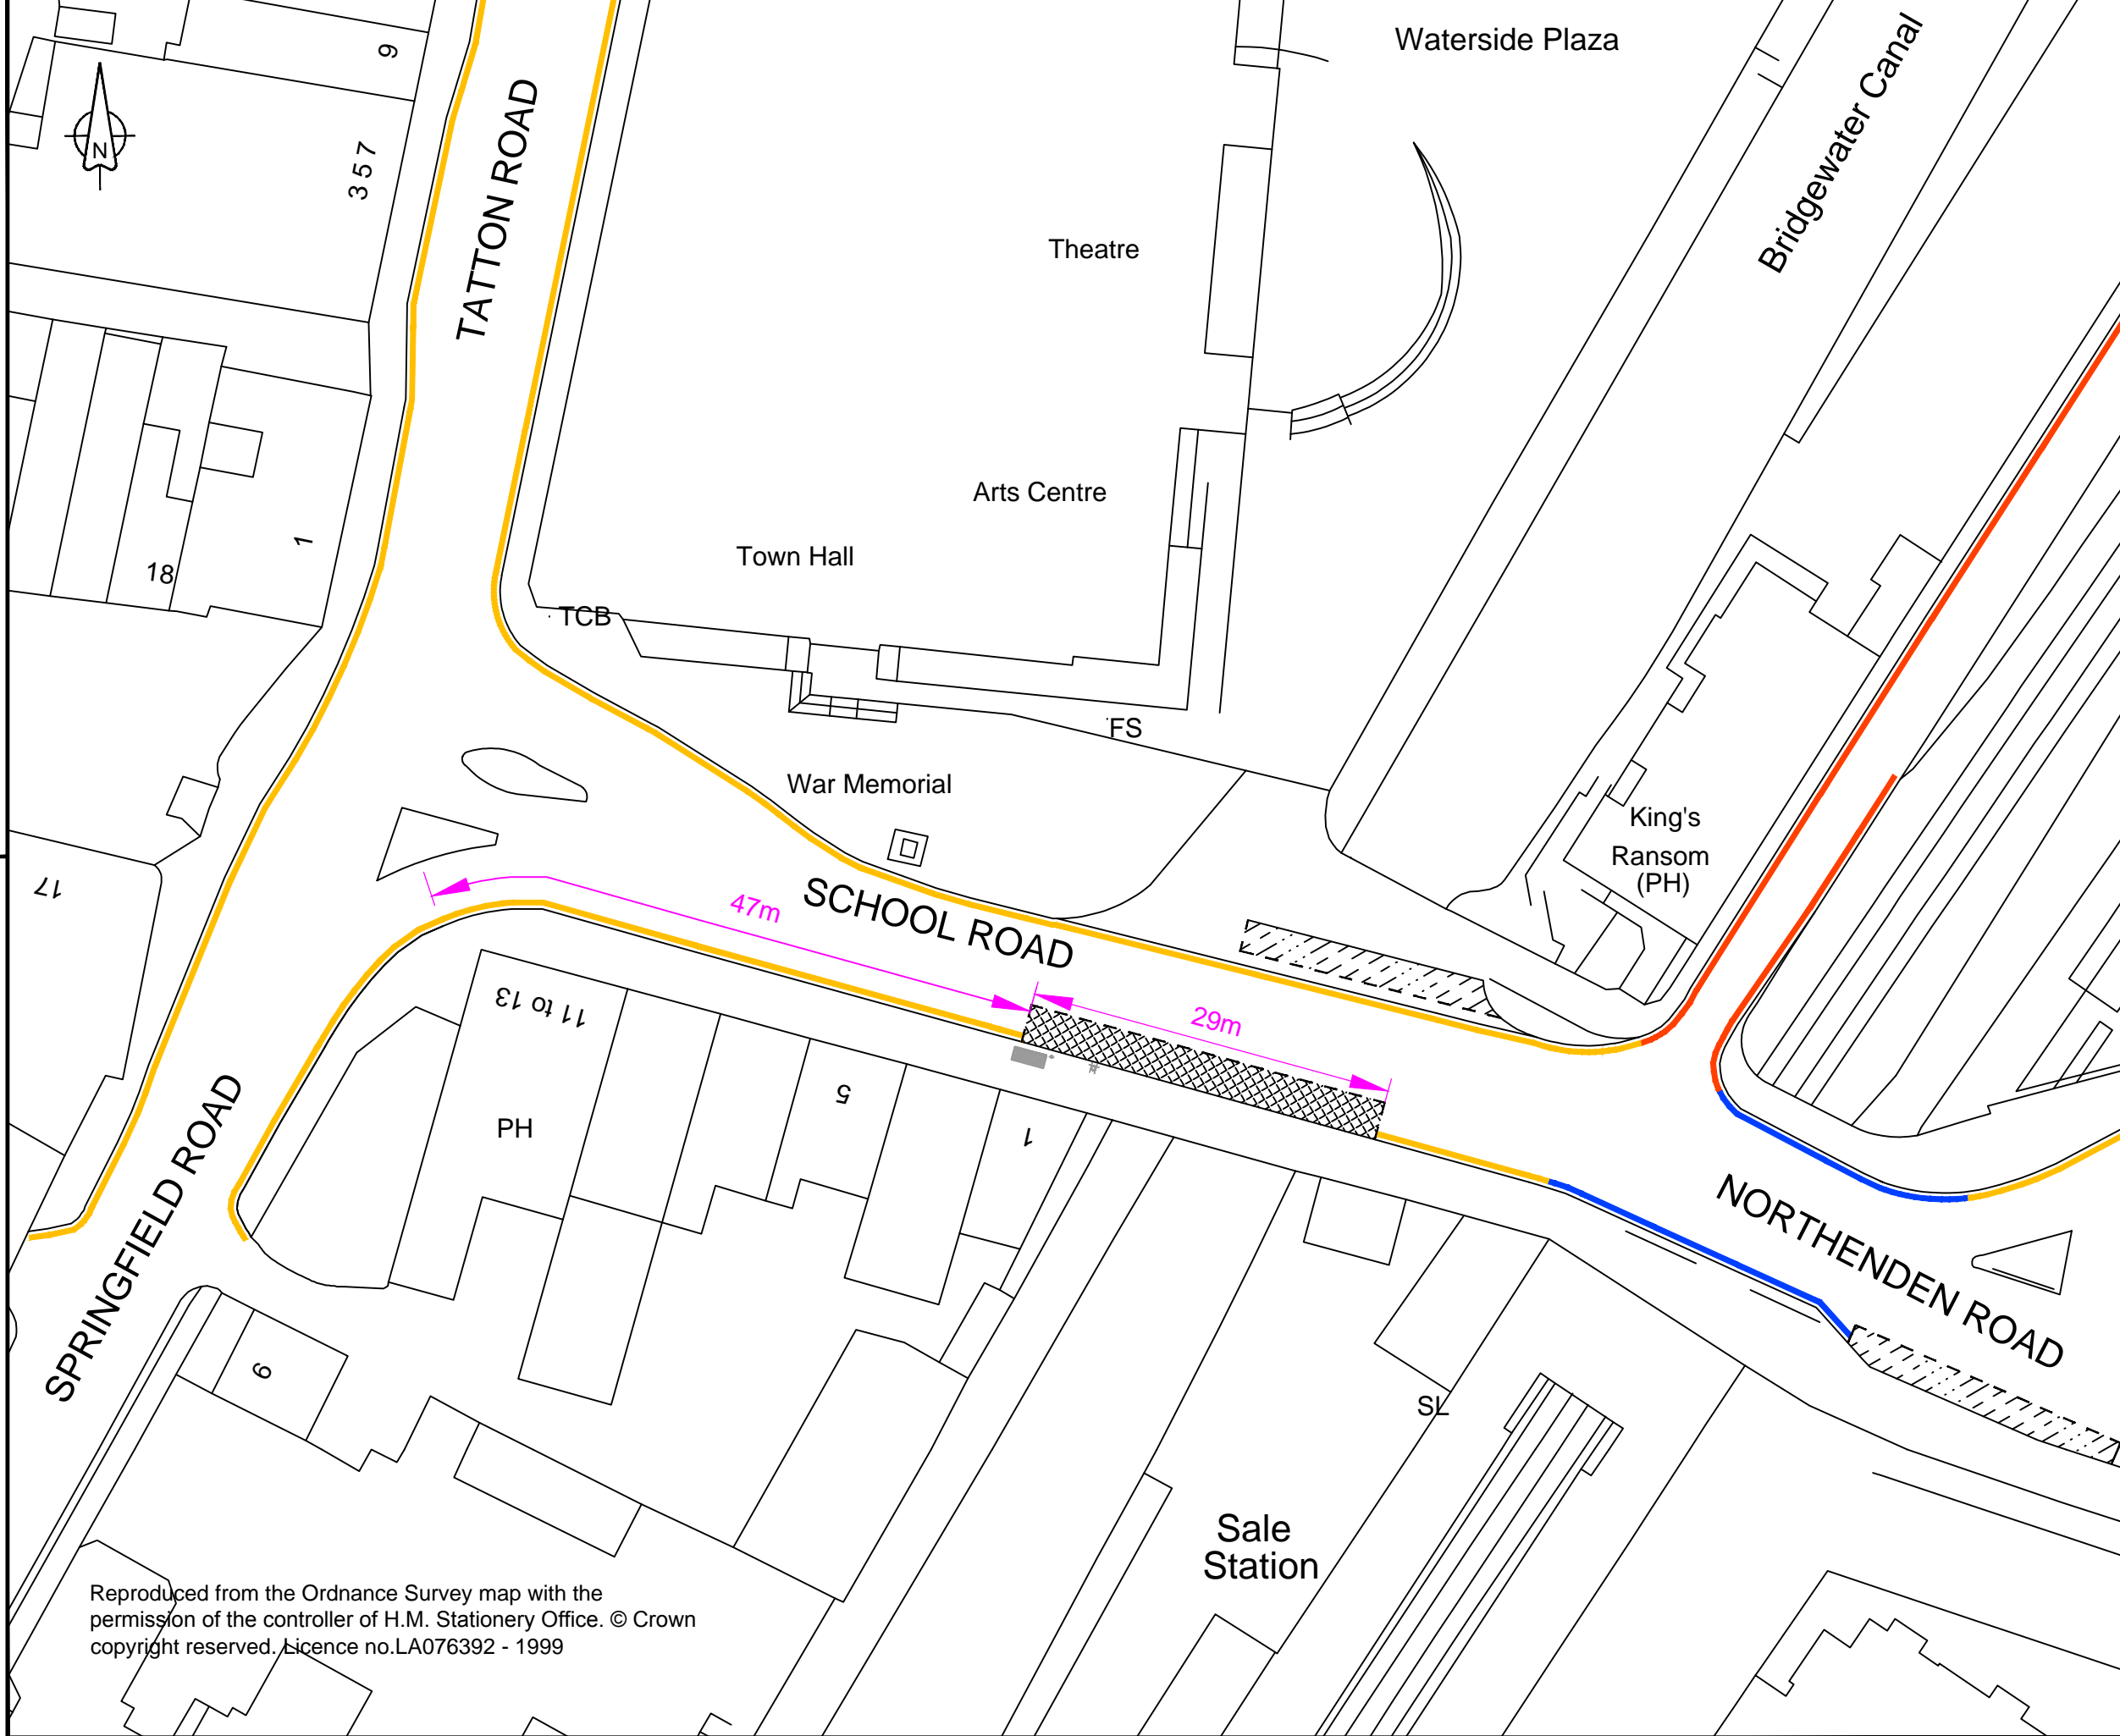 Waterside Plaza
9
N
357
TATTON ROAD
Bridgewater Canal
Theatre
Arts Centre
Town Hall
1
18
TCB
FS
War Memorial
King's
Ransom
(PH)
17
47m
SCHOOL ROAD
29m
11 to 13
5
1
PH
SPRINGFIELD ROAD
NORTHENDEN ROAD
9
SL
Sale
Station
Reproduced from the Ordnance Survey map with the
permission of the controller of H.M. Stationery Office. © Crown
copyright reserved. Licence no.LA076392 - 1999